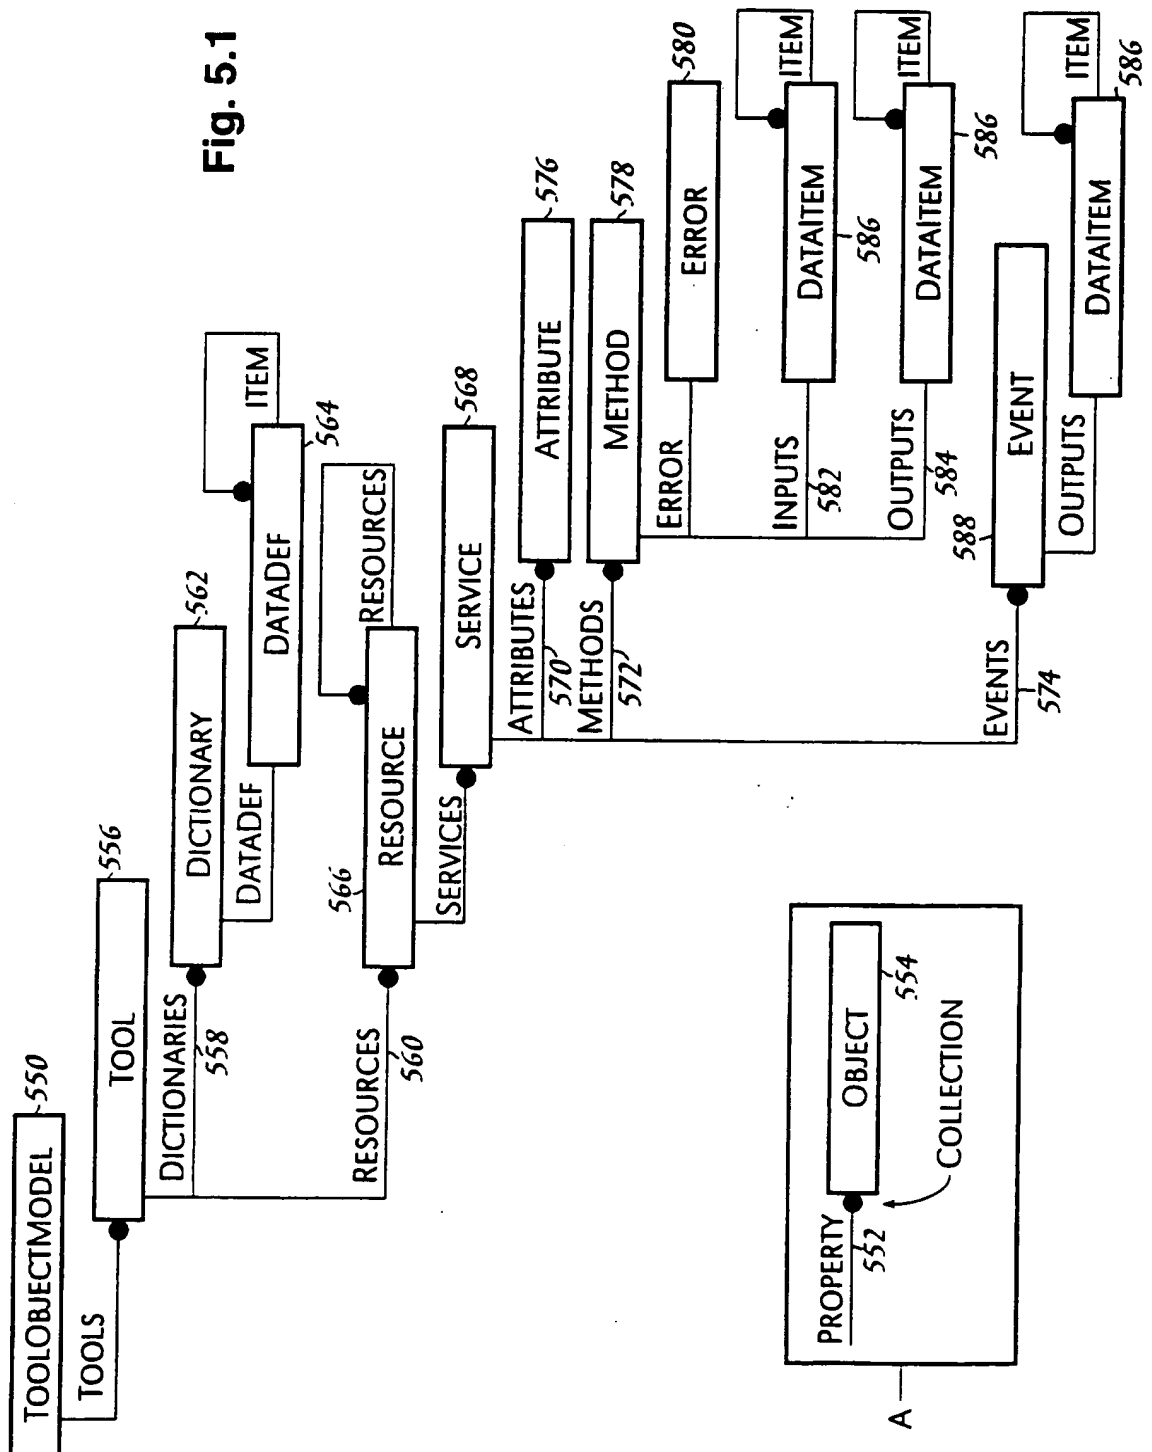 Fig. 5.1
TOOLOBJECTMODEL
550
TOOLS
TOOL
556
DICTIONARIES
558
DICTIONARY
562
DATADEF
DATADEF
564
ITEM
RESOURCES
560
RESOURCE
566
RESOURCES
SERVICES
SERVICE
568
ATTRIBUTES
570
ATTRIBUTE
576
METHODS
572
METHOD
578
ERROR
ERROR
580
INPUTS
582
DATAITEM
586
ITEM
OUTPUTS
584
DATAITEM
586
ITEM
EVENTS
574
EVENT
588
OUTPUTS
DATAITEM
586
ITEM
A
PROPERTY
552
OBJECT
554
COLLECTION